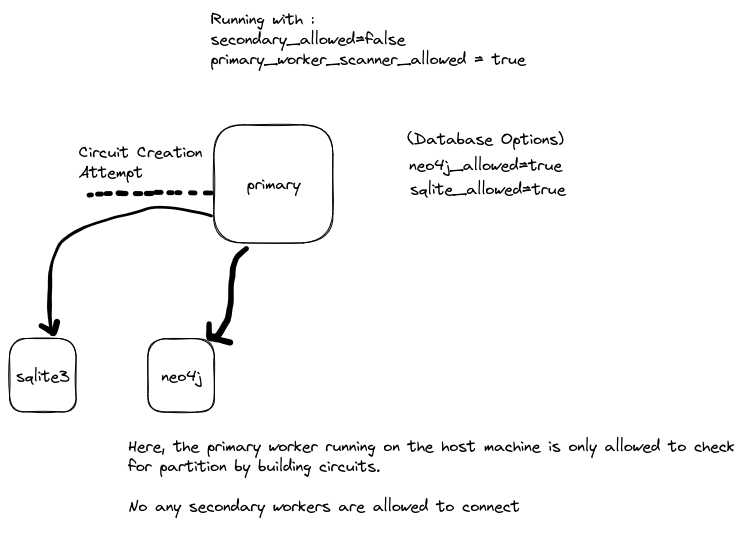 Running with :
secondary_allowed=false
primary_worker_scanner_allowed = true
Circuit Creation
Attempt
primary
(Database Options)
neo4j_allowed=true
sqlite_allowed=true
sqlite3
neo4j
Here, the primary worker running on the host machine is only allowed to check
for partition by building circuits.
No any secondary workers are allowed to connect